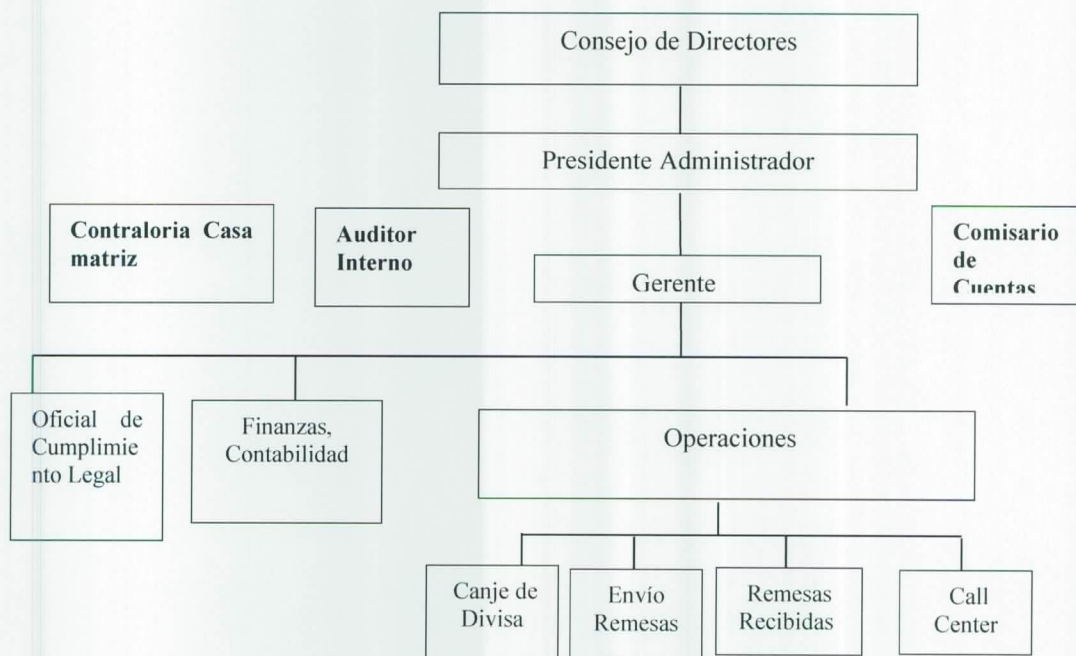 Consejo de Directores
Presidente Administrador
Contraloria Casa
matriz
Auditor
Interno
Comisario
de
Cuentas
Gerente
Oficial de
Cumplimie
nto Legal
Finanzas,
Contabilidad
Operaciones
Canje de
Divisa
Envío
Remesas
Remesas
Recibidas
Call
Center